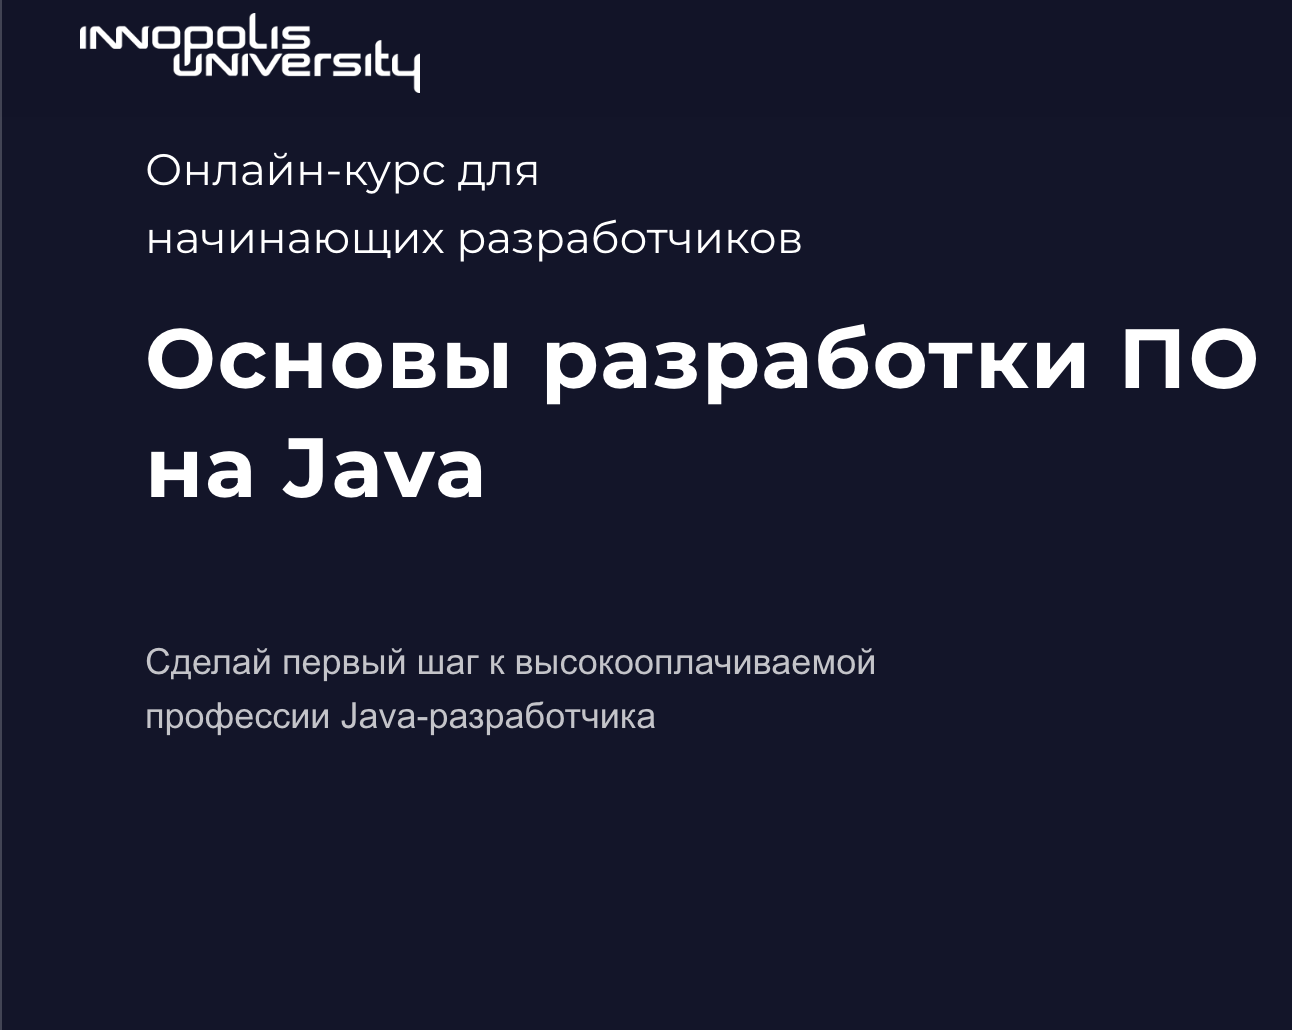 INNOPOLIS
UNIVERSITY
Онлайн-курс для
начинающих разработчиков
Основы разработки ПО
на Java
Сделай первый шаг к высокооплачиваемой
профессии Java-разработчика